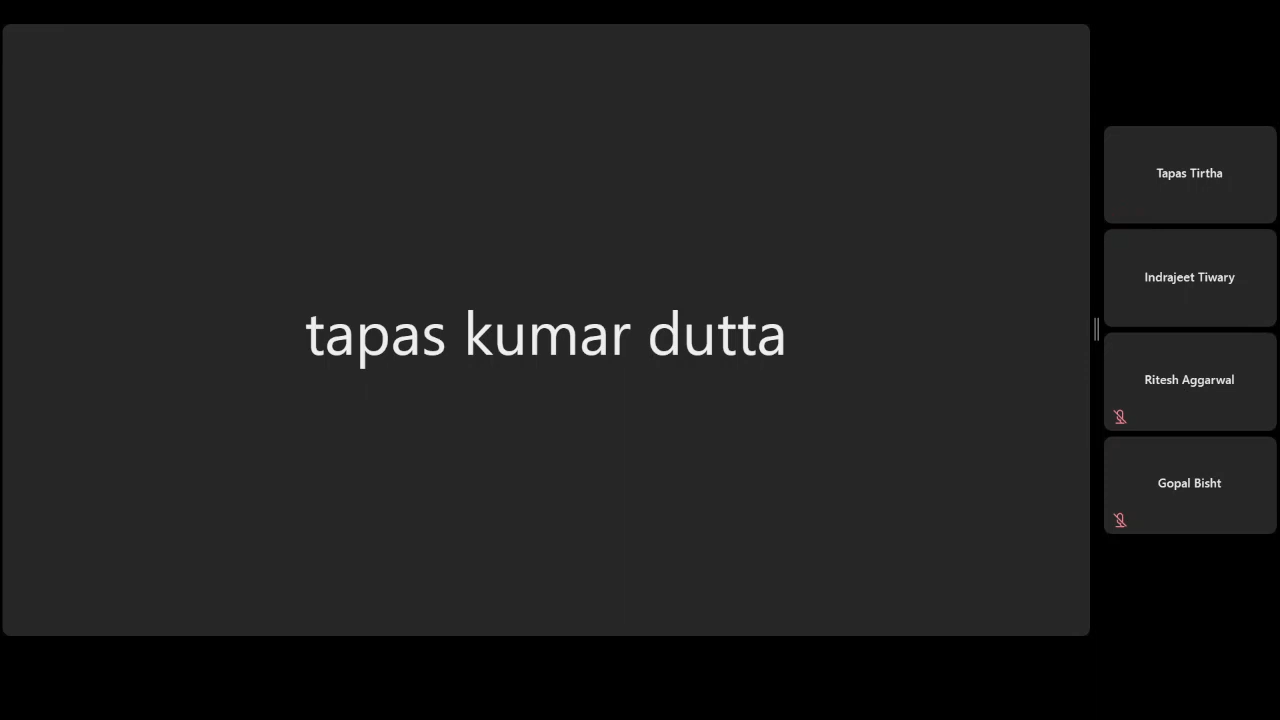 tapas kumar dutta
Tapas Tirtha
Indrajeet Tiwary
Ritesh Aggarwal
Gopal Bisht